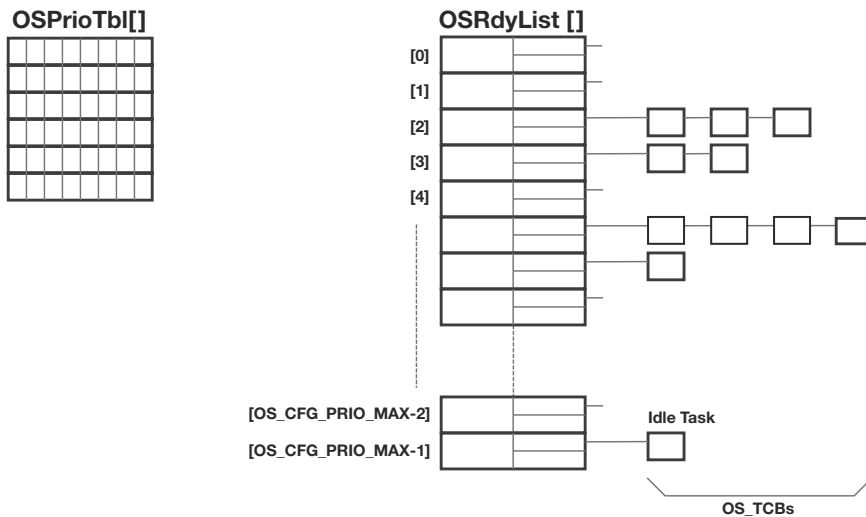 OSPrioTbl[]
OSRdyList []
[0]
[1]
[2]
[3]
[4]
[OS_CFG_PRIO_MAX-2]
[OS_CFG_PRIO_MAX-1]
Idle Task
OS_TCBs